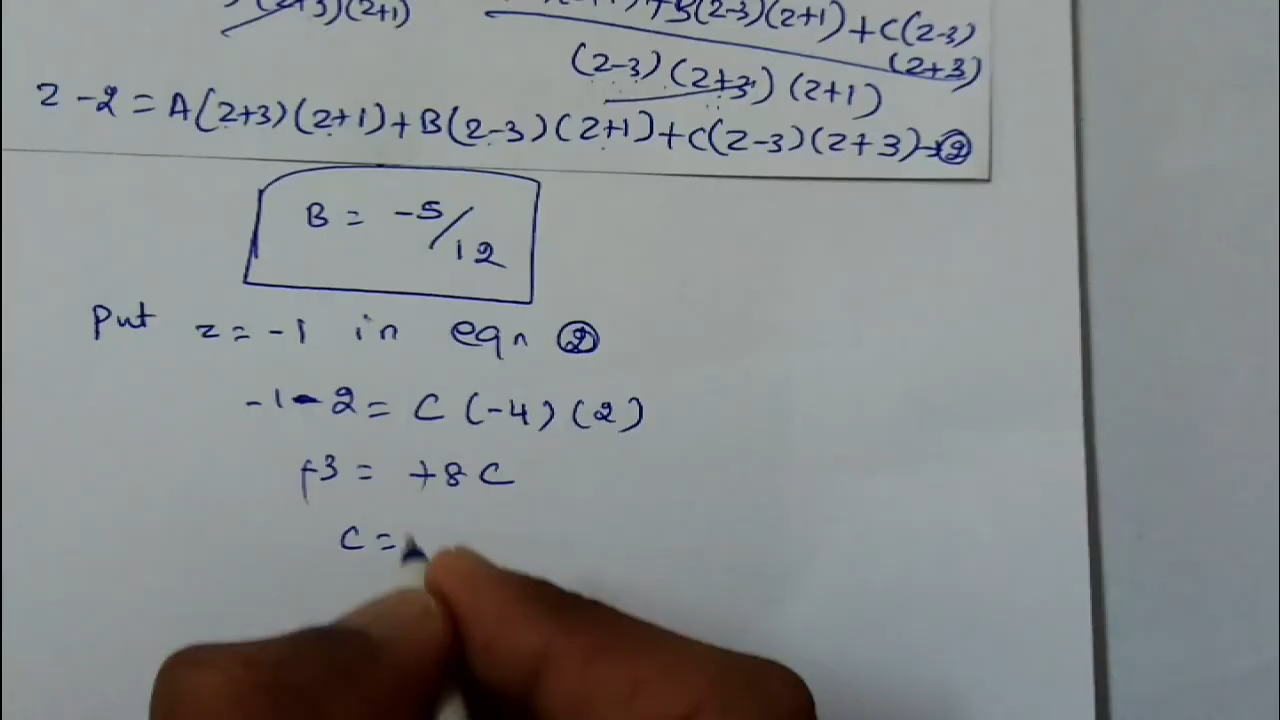 +3)(z+1)
+B(z-3)(z+1)+C(z-3)
(z+3)
(z-3)(z+3)(z+1)
z-2=A(z+3)(z+1)+B(z-3)(z+1)+C(z-3)(z+3)→②
B = -5/12
Put z=-1 in eqn ②
-1-2= C (-4)(2)
+3= +8 C
C=